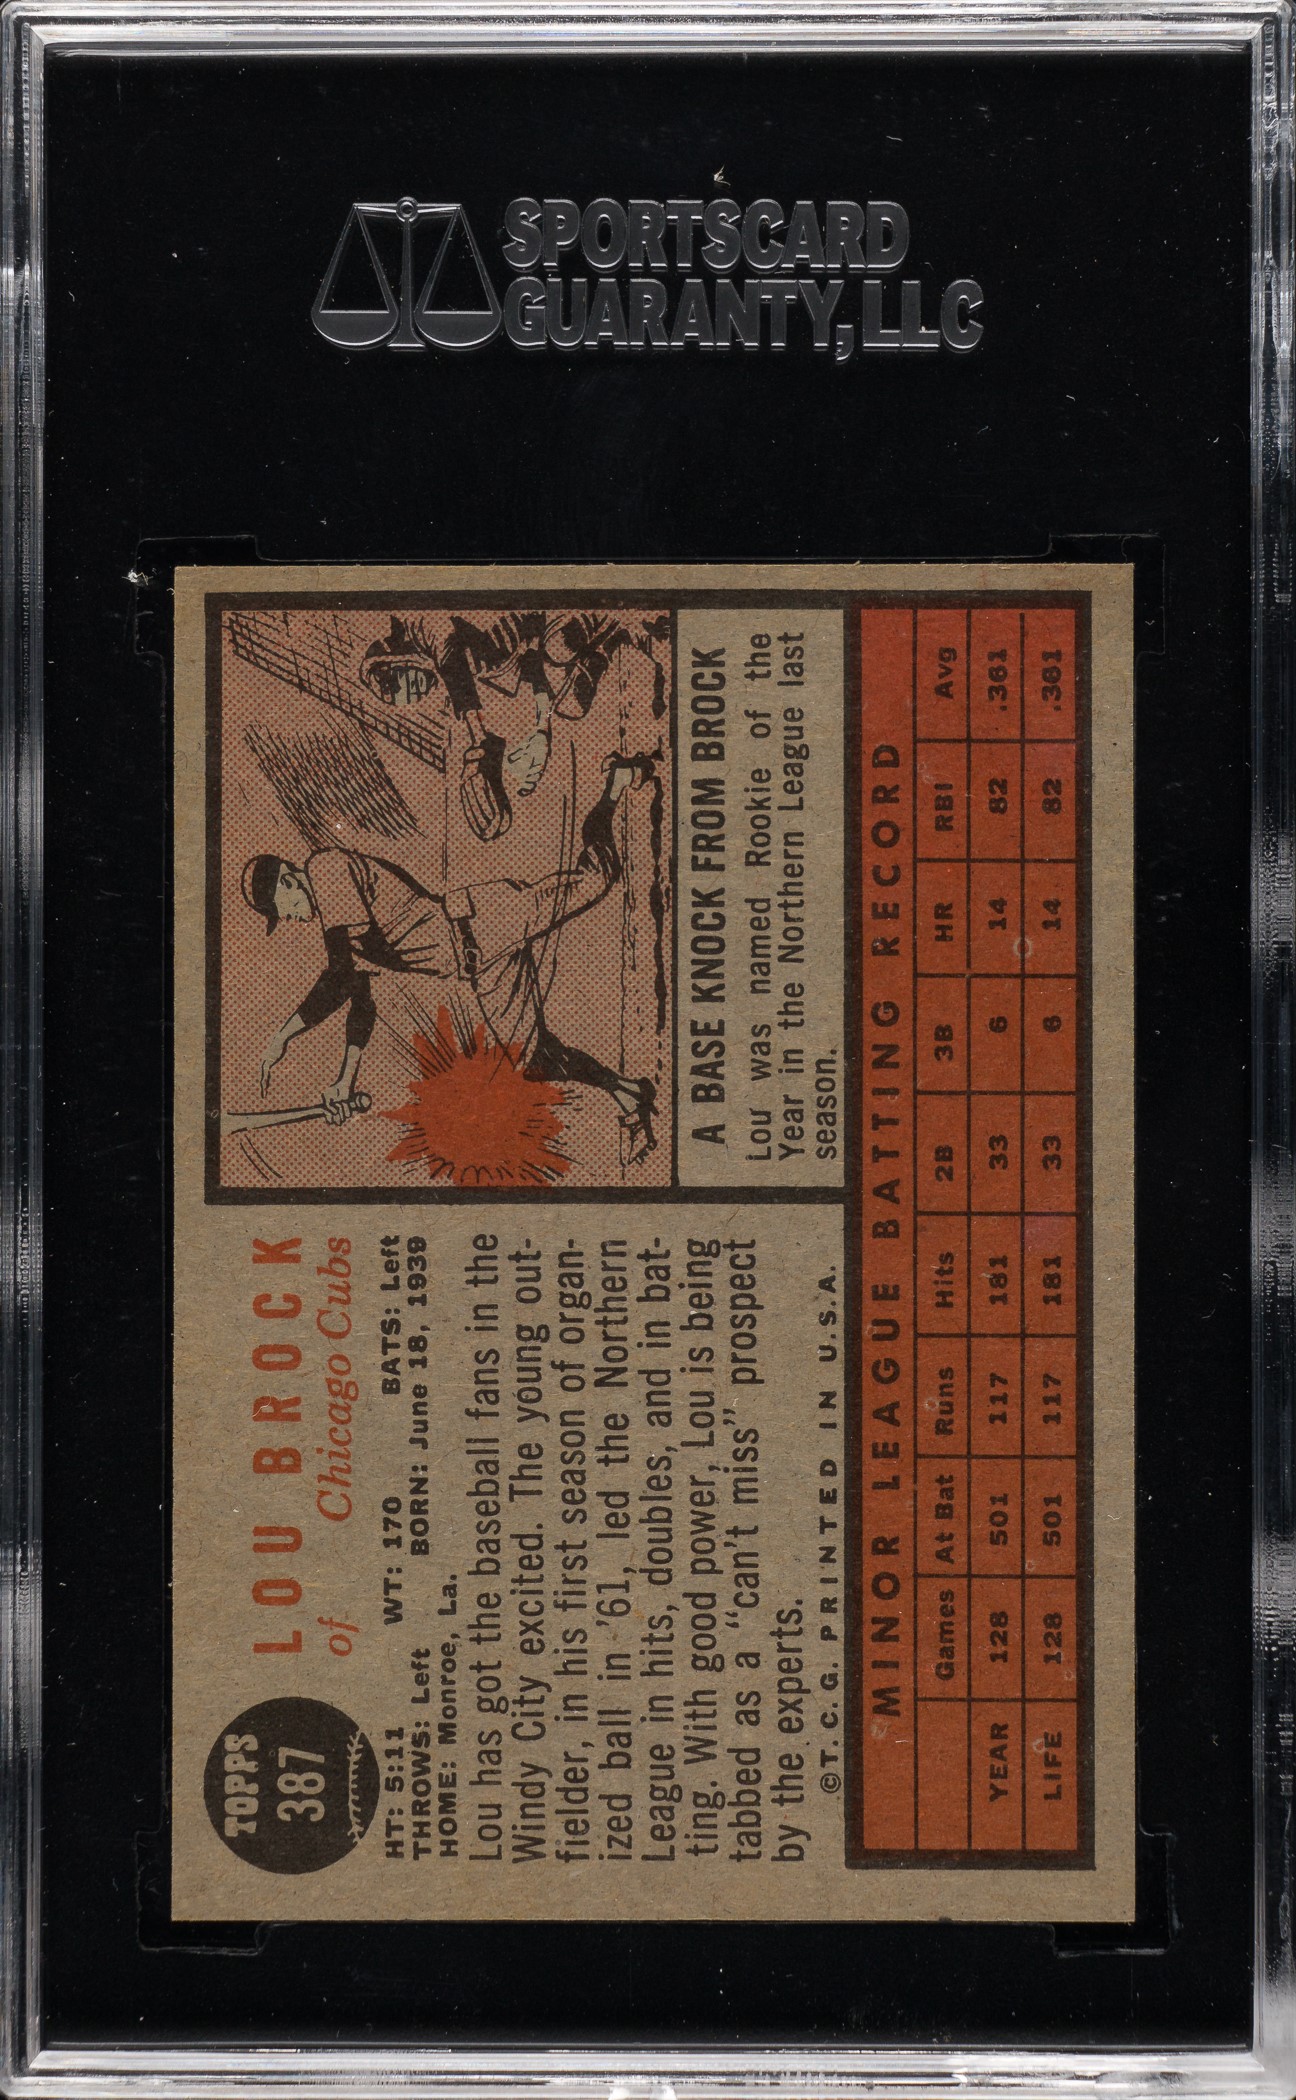 SPORTSCARD
GUARANTY, LLC
TOPPS
387
LOU BROCK
of Chicago Cubs
HT: 5:11 WT: 170 BATS: Left
THROWS: Left BORN: June 18, 1939
HOME: Monroe, La.
Lou has got the baseball fans in the
Windy City excited. The young out-
fielder, in his first season of organ-
ized ball in '61, led the Northern
League in hits, doubles, and in bat-
ting. With good power, Lou is being
tabbed as a "can't miss" prospect
by the experts.
©T. C. G. PRINTED IN U.S.A.
A BASE KNOCK FROM BROCK
Lou was named Rookie of the
Year in the Northern League last
season.
MINOR LEAGUE BATTING RECORD
Games At Bat Runs Hits 2B 3B HR RBI Avg
YEAR 128 501 117 181 33 6 14 82 .361
LIFE 128 501 117 181 33 6 14 82 .361